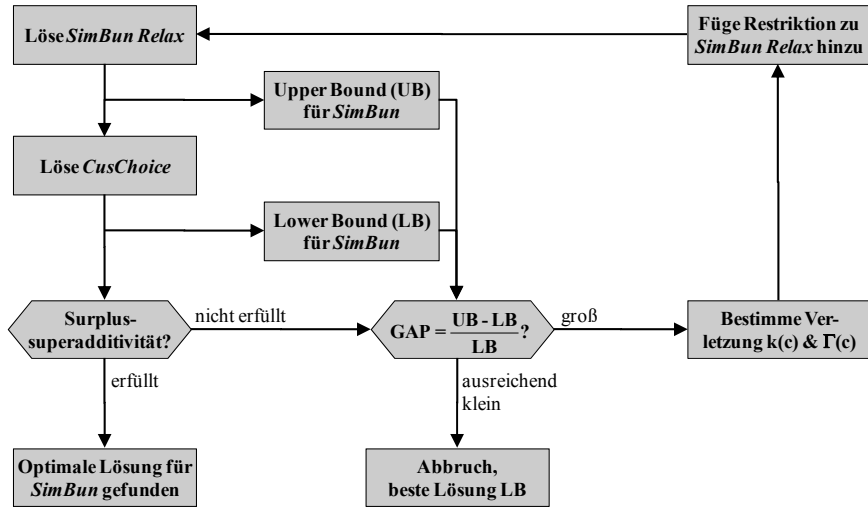 Löse SimBun Relax
Füge Restriktion zu
SimBun Relax hinzu
Upper Bound (UB)
für SimBun
Löse CusChoice
Lower Bound (LB)
für SimBun
Surplus-
superadditivität?
nicht erfüllt
GAP = UB - LB / LB ?
groß
Bestimme Ver-
letzung k(c) & Γ(c)
erfüllt
ausreichend
klein
Optimale Lösung für
SimBun gefunden
Abbruch,
beste Lösung LB